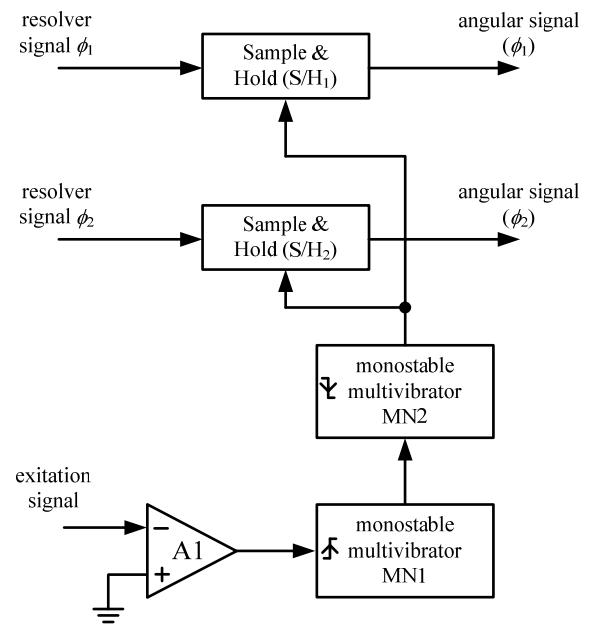 resolver
signal ϕ₁
Sample &
Hold (S/H₁)
angular signal
(ϕ₁)
resolver
signal ϕ₂
Sample &
Hold (S/H₂)
angular signal
(ϕ₂)
monostable
multivibrator
MN2
exitation
signal
−
A1
+
monostable
multivibrator
MN1